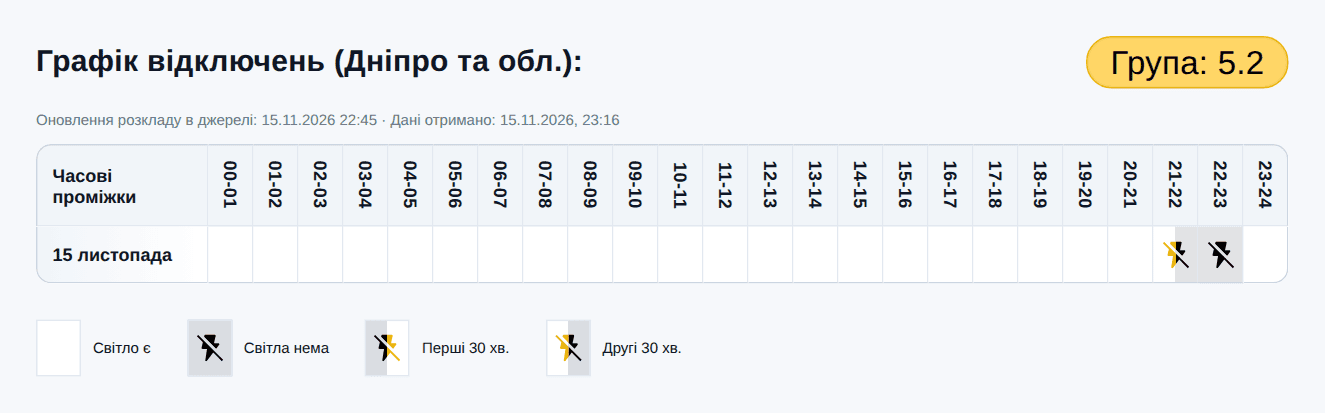 Графік відключень (Дніпро та обл.):
Група: 5.2
Оновлення розкладу в джерелі: 15.11.2026 22:45 · Дані отримано: 15.11.2026, 23:16
Часові
проміжки
00-01
01-02
02-03
03-04
04-05
05-06
06-07
07-08
08-09
09-10
10-11
11-12
12-13
13-14
14-15
15-16
16-17
17-18
18-19
19-20
20-21
21-22
22-23
23-24
15 листопада
Світло є
Світла нема
Перші 30 хв.
Другі 30 хв.